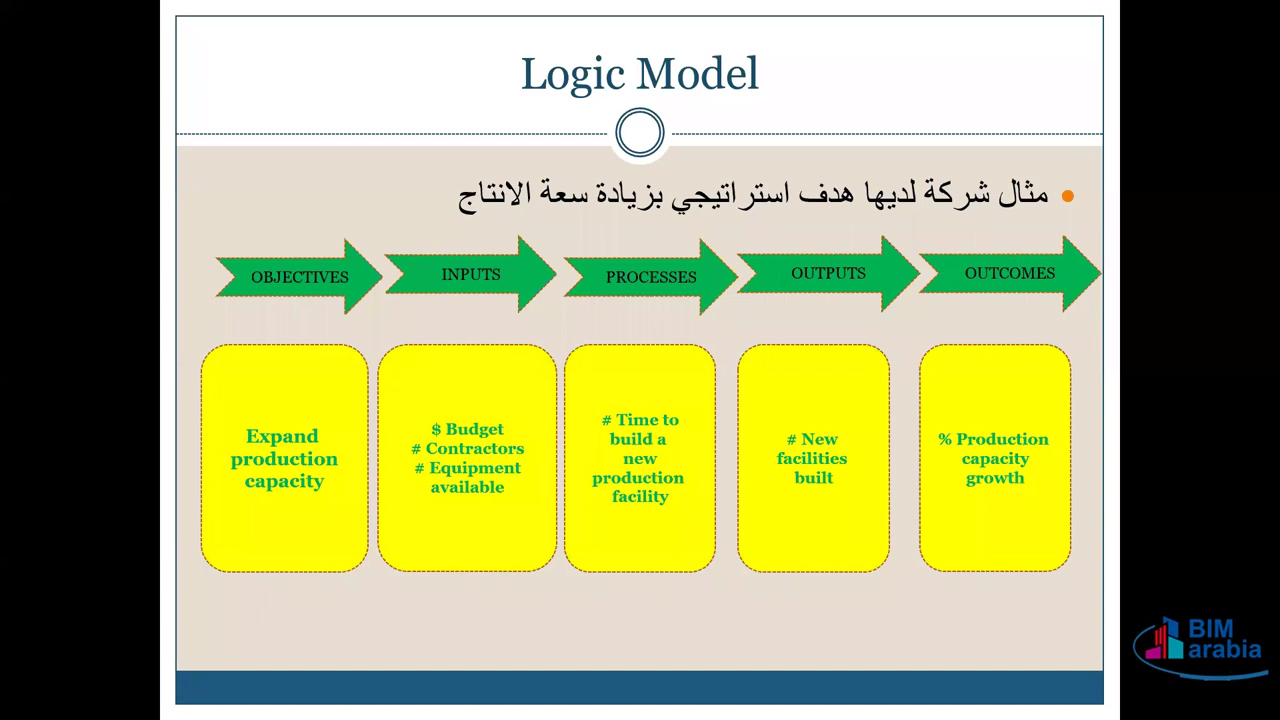 Logic Model
• مثال شركة لديها هدف استراتيجي بزيادة سعة الانتاج
OBJECTIVES
INPUTS
PROCESSES
OUTPUTS
OUTCOMES
Expand
production
capacity
$ Budget
# Contractors
# Equipment
available
# Time to
build a
new
production
facility
# New
facilities
built
% Production
capacity
growth
BIM
arabia